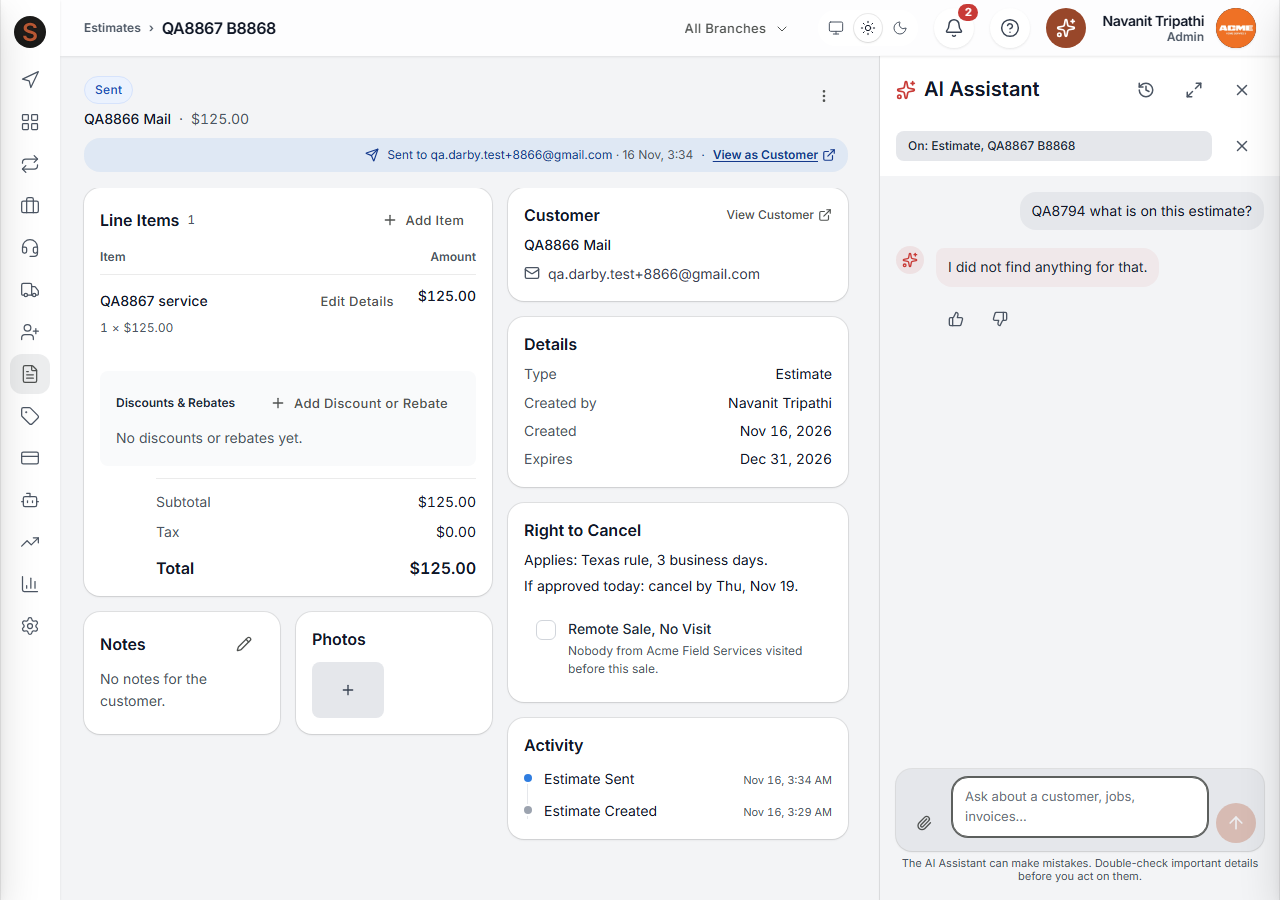 S
Estimates › QA8867 B8868
All Branches
2
Navanit Tripathi
Admin
ACME
Sent
QA8866 Mail · $125.00
Sent to qa.darby.test+8866@gmail.com · 16 Nov, 3:34 · View as Customer
Line Items 1
+ Add Item
Item Amount
QA8867 service Edit Details $125.00
1 × $125.00
Discounts & Rebates + Add Discount or Rebate
No discounts or rebates yet.
Subtotal $125.00
Tax $0.00
Total $125.00
Notes
No notes for the
customer.
Photos
+
Customer View Customer
QA8866 Mail
qa.darby.test+8866@gmail.com
Details
Type Estimate
Created by Navanit Tripathi
Created Nov 16, 2026
Expires Dec 31, 2026
Right to Cancel
Applies: Texas rule, 3 business days.
If approved today: cancel by Thu, Nov 19.
Remote Sale, No Visit
Nobody from Acme Field Services visited
before this sale.
Activity
Estimate Sent Nov 16, 3:34 AM
Estimate Created Nov 16, 3:29 AM
AI Assistant
On: Estimate, QA8867 B8868
QA8794 what is on this estimate?
I did not find anything for that.
Ask about a customer, jobs,
invoices...
The AI Assistant can make mistakes. Double-check important details
before you act on them.